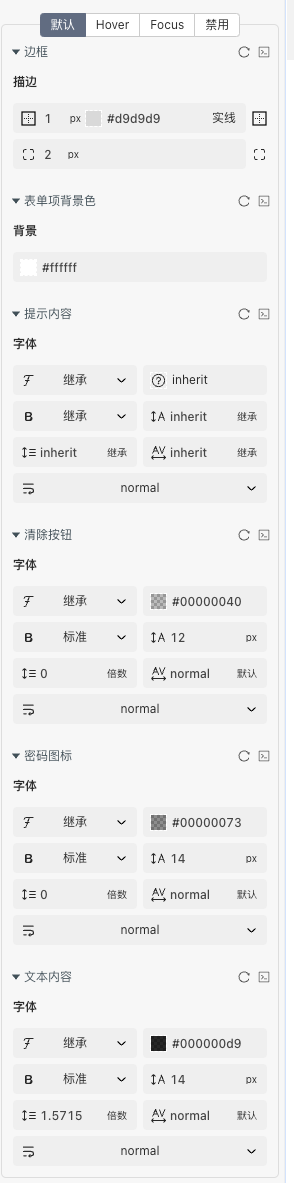 默认 Hover Focus 禁用
边框
描边
1 px #d9d9d9 实线
2 px
表单项背景色
背景
#ffffff
提示内容
字体
继承 inherit
B 继承 A inherit 继承
inherit 继承 AV inherit 继承
normal
清除按钮
字体
继承 #00000040
B 标准 A 12 px
0 倍数 AV normal 默认
normal
密码图标
字体
继承 #00000073
B 标准 A 14 px
0 倍数 AV normal 默认
normal
文本内容
字体
继承 #000000d9
B 标准 A 14 px
1.5715 倍数 AV normal 默认
normal